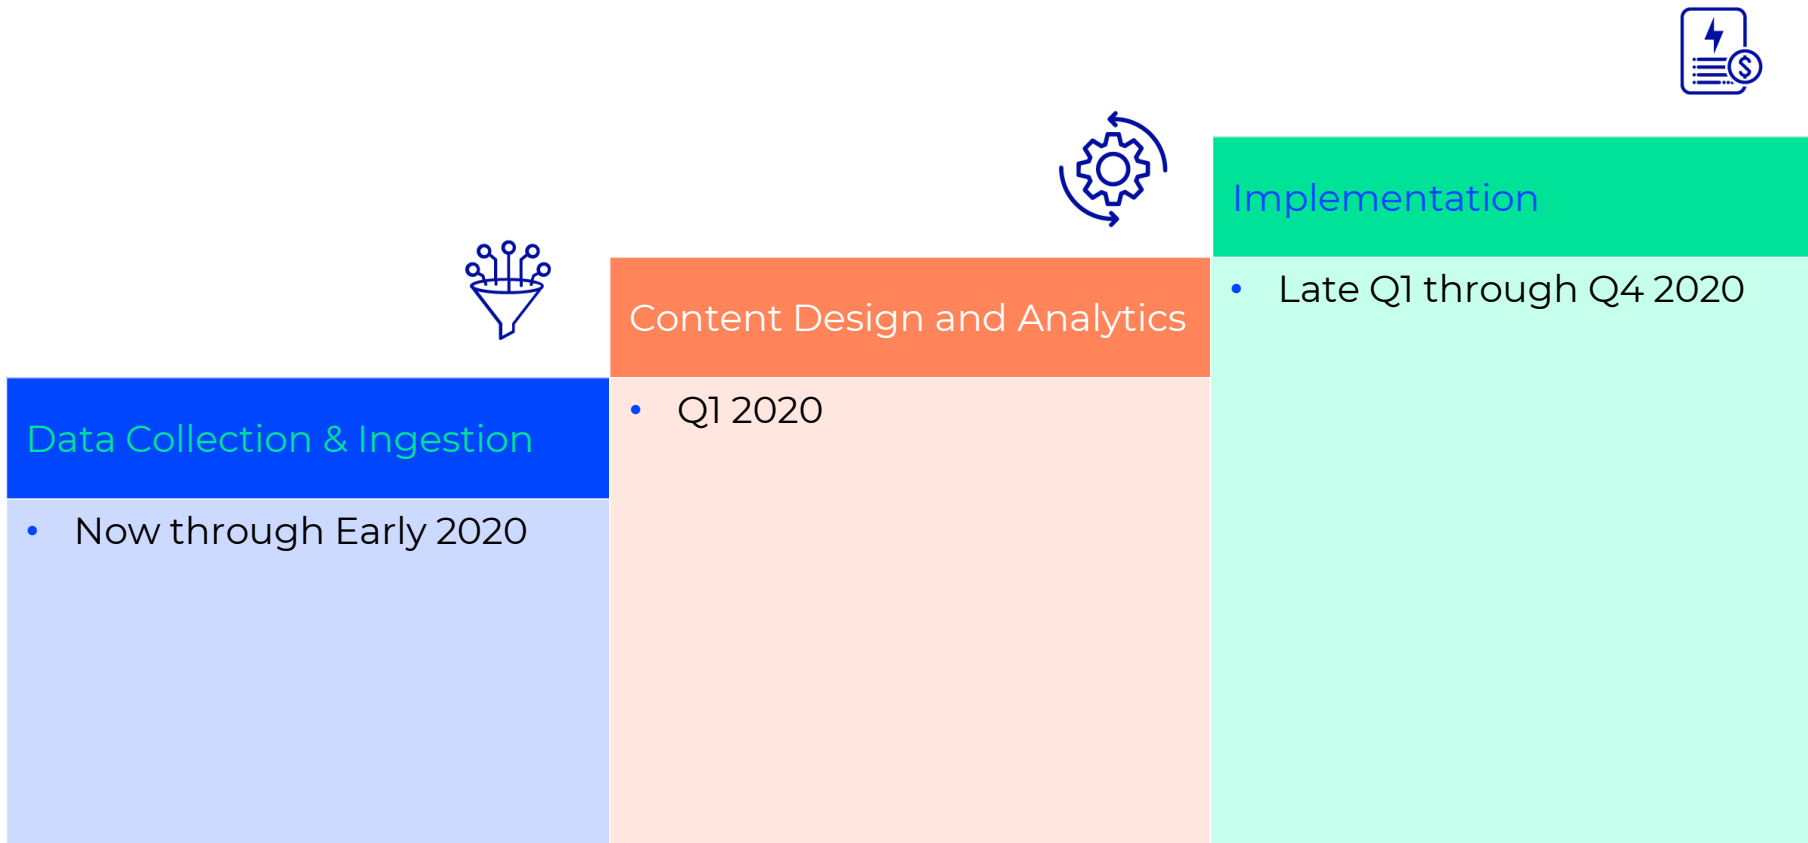 Data Collection & Ingestion
• Now through Early 2020
Content Design and Analytics
• Q1 2020
Implementation
• Late Q1 through Q4 2020